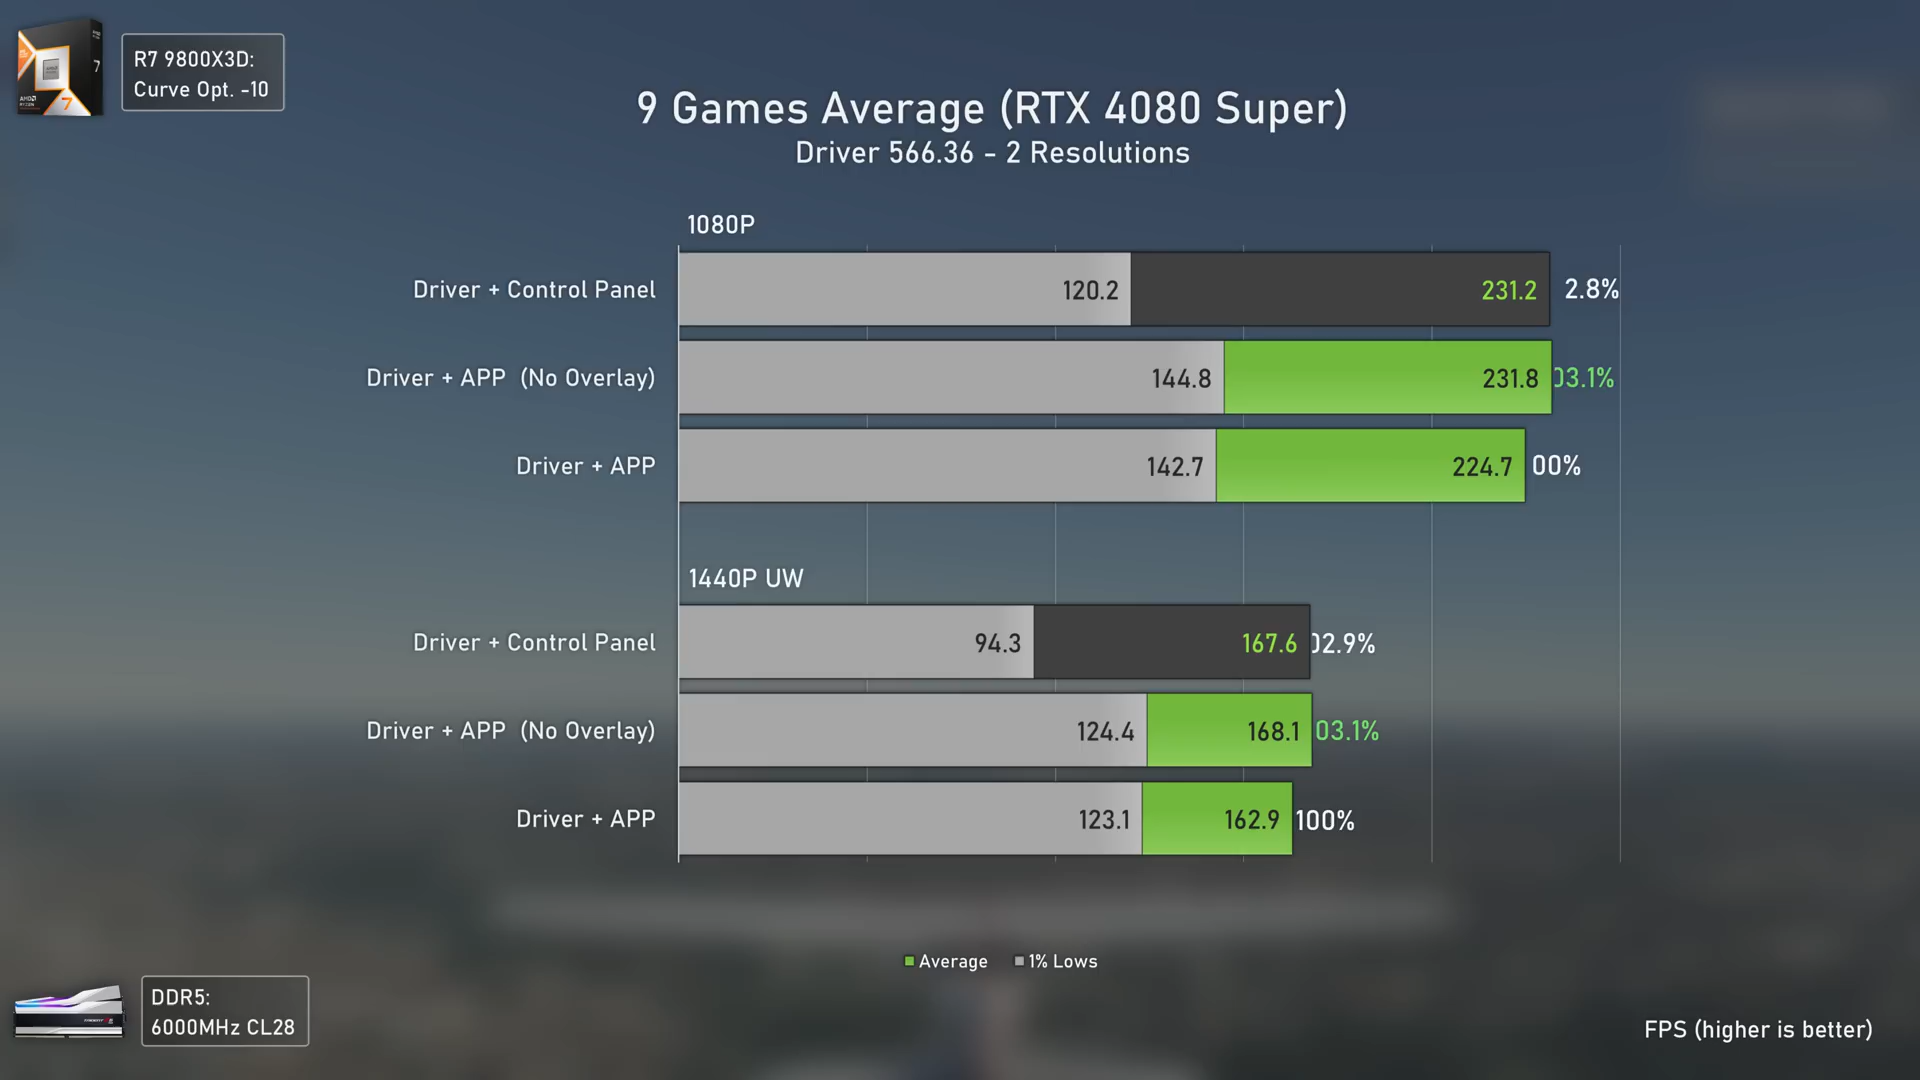 R7 9800X3D:
Curve Opt. -10
7
7
9 Games Average (RTX 4080 Super)
Driver 566.36 - 2 Resolutions
1080P
Driver + Control Panel 120.2 231.2 2.8%
Driver + APP (No Overlay) 144.8 231.8 03.1%
Driver + APP 142.7 224.7 00%
1440P UW
Driver + Control Panel 94.3 167.6 02.9%
Driver + APP (No Overlay) 124.4 168.1 03.1%
Driver + APP 123.1 162.9 100%
Average 1% Lows
DDR5:
6000MHz CL28
FPS (higher is better)